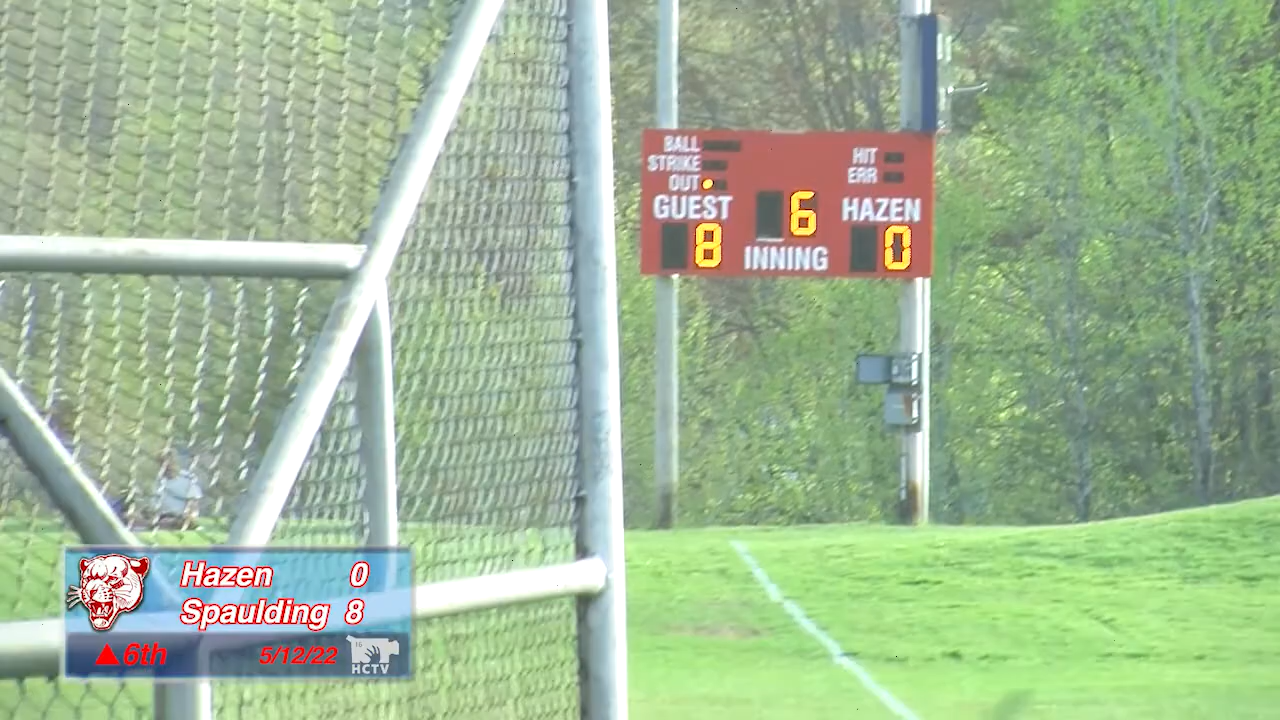 BALL
STRIKE
OUT
HIT
ERR
GUEST 6 HAZEN
8 INNING 0
Hazen 0
Spaulding 8
6th 5/12/22
16
HCTV